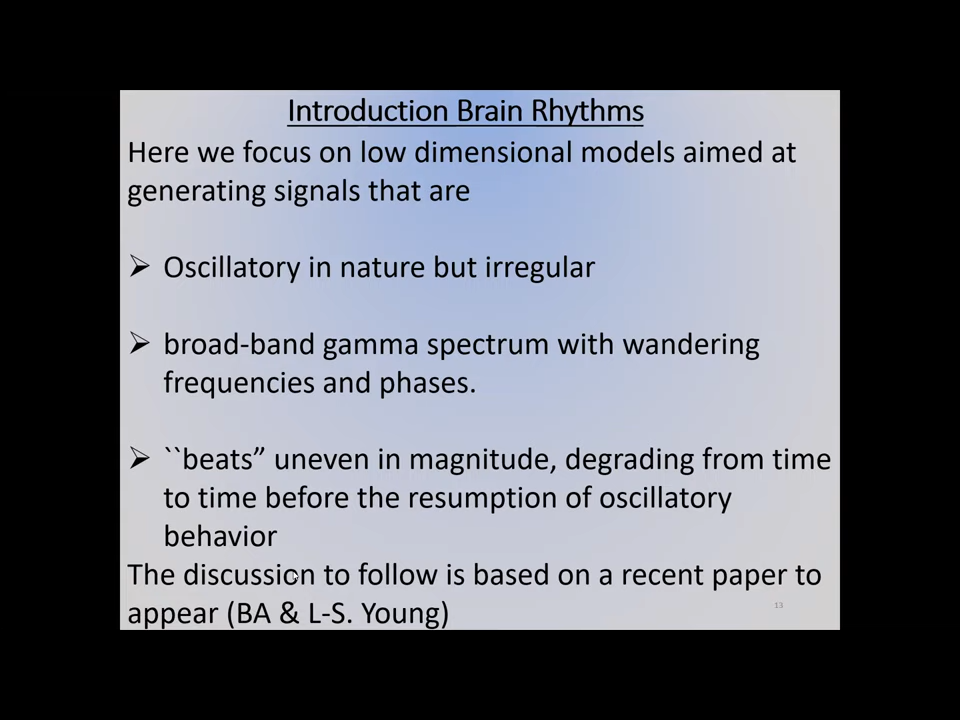 Introduction Brain Rhythms
Here we focus on low dimensional models aimed at
generating signals that are
➢ Oscillatory in nature but irregular
➢ broad-band gamma spectrum with wandering
frequencies and phases.
➢ ``beats” uneven in magnitude, degrading from time
to time before the resumption of oscillatory
behavior
The discussion to follow is based on a recent paper to
appear (BA & L-S. Young)
13